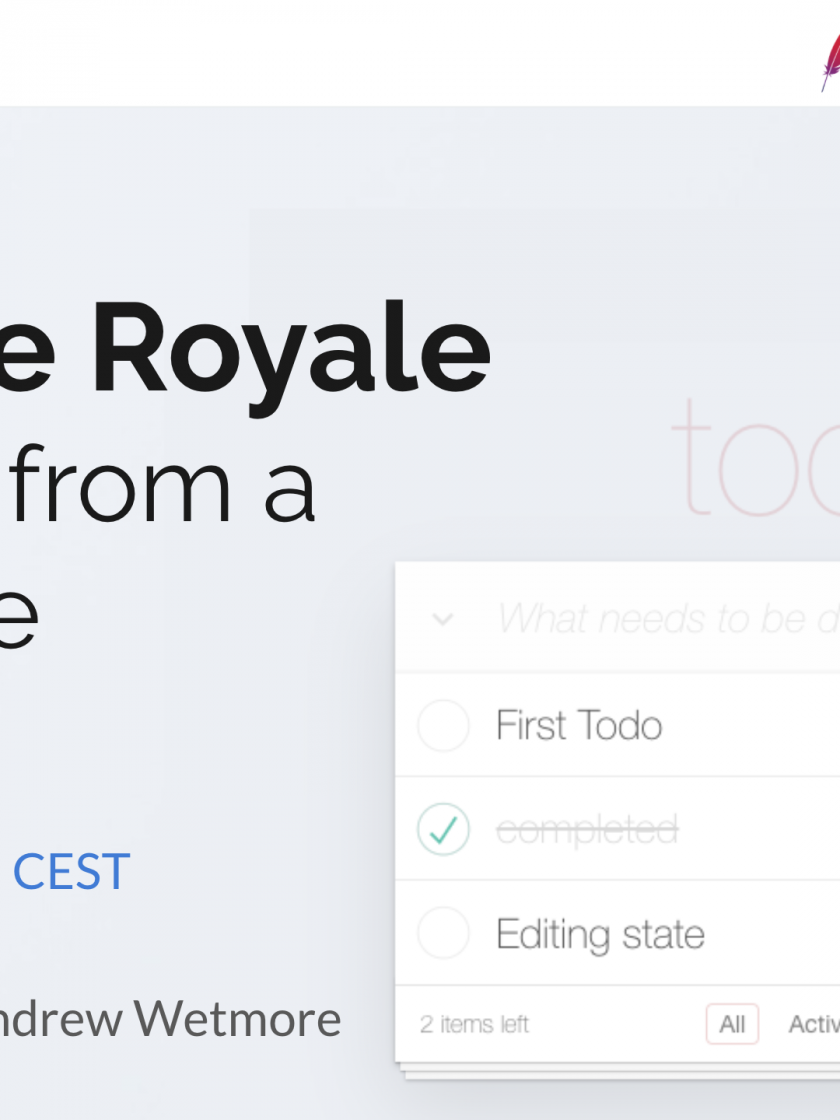 e Royale
from a
e
CEST
ndrew Wetmore
to
What needs to be d
First Todo
completed
Editing state
2 items left All Activ